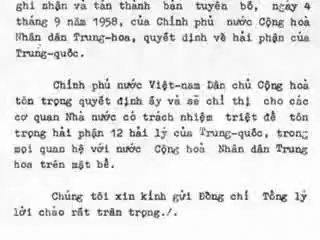 ghi nhận và tán thành bản tuyên bố, ngày 4
tháng 9 năm 1958, của Chính phủ nước Cộng hoà
Nhân dân Trung-hoa, quyết định về hải phận của
Trung-quốc.
Chính phủ nước Việt-nam Dân chủ Cộng hoà
tôn trọng quyết định ấy và sẽ chỉ thị cho các
cơ quan Nhà nước có trách nhiệm triệt để tôn
trọng hải phận 12 hải lý của Trung-quốc, trong
mọi quan hệ với nước Cộng hoà Nhân dân Trung
hoa trên mặt bể.
Chúng tôi xin kính gửi Đồng chí Tổng lý
lời chào rất trân trọng./.